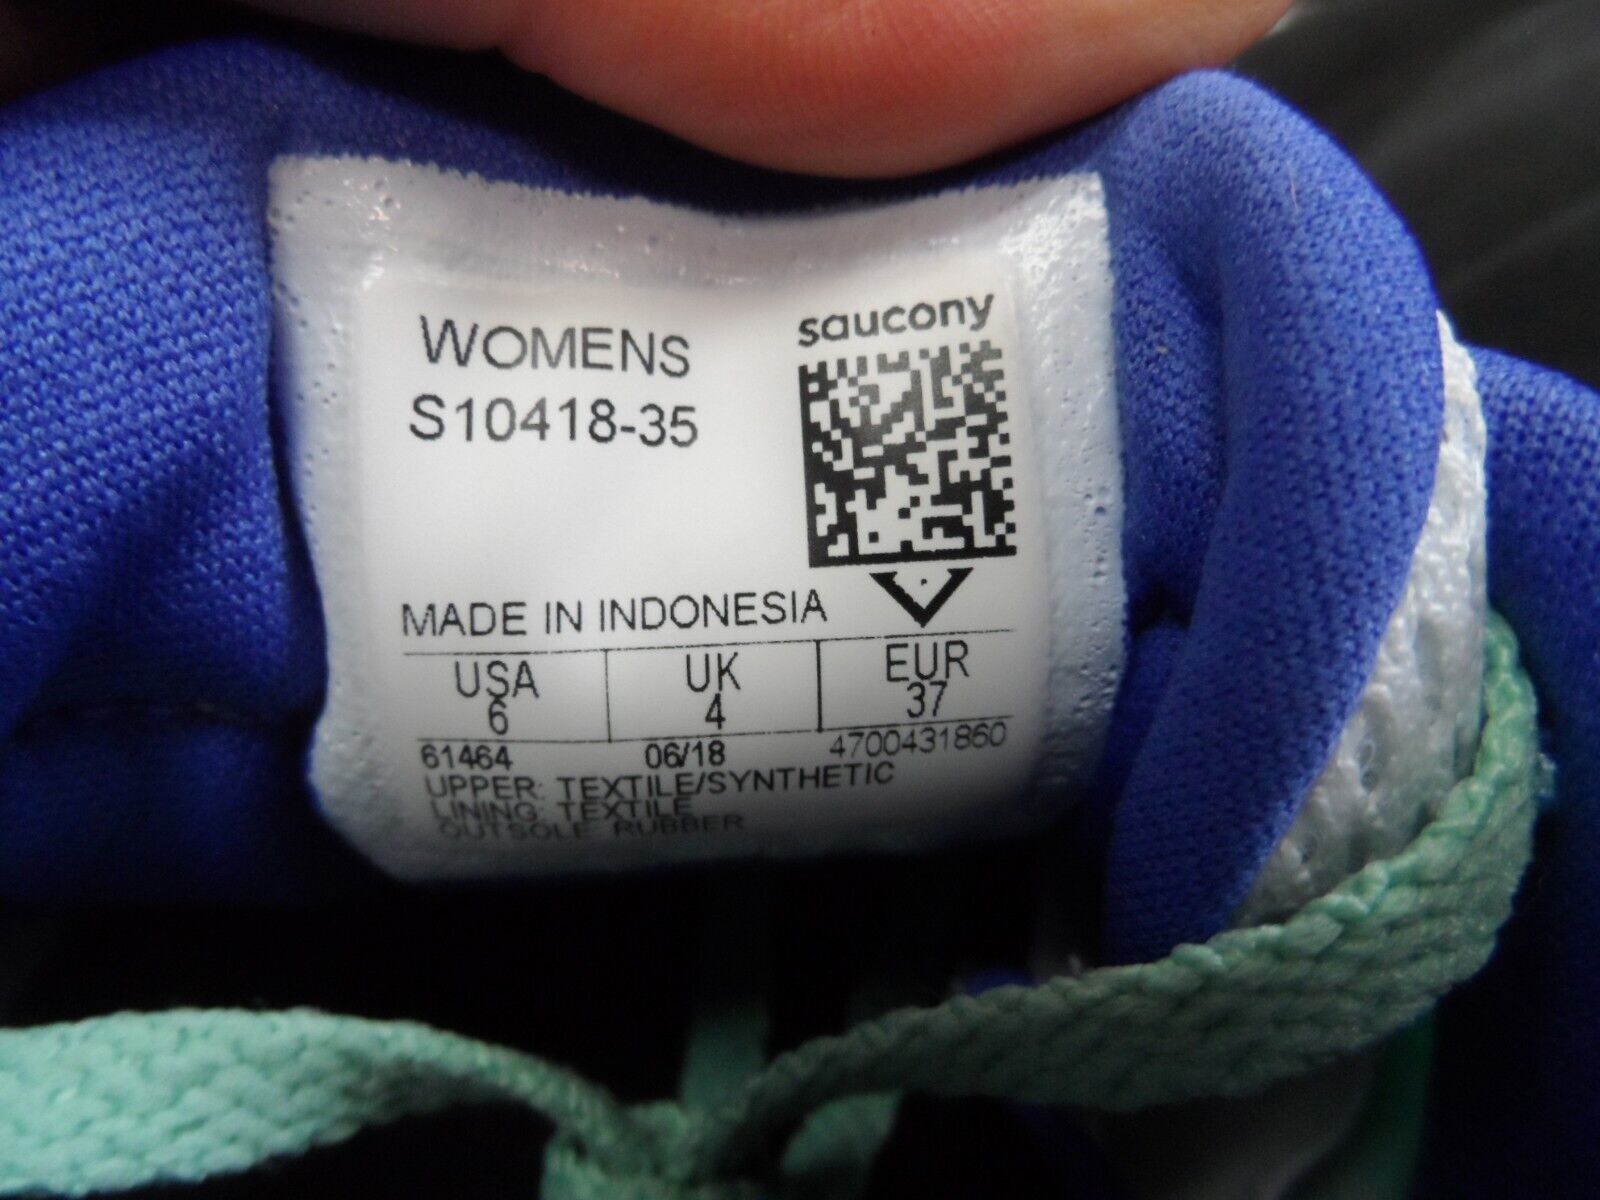 WOMENS
S10418-35
saucony
MADE IN INDONESIA
USA UK EUR
6 4 37
61464 06/18 4700431860
UPPER: TEXTILE/SYNTHETIC
LINING: TEXTILE
OUTSOLE: RUBBER